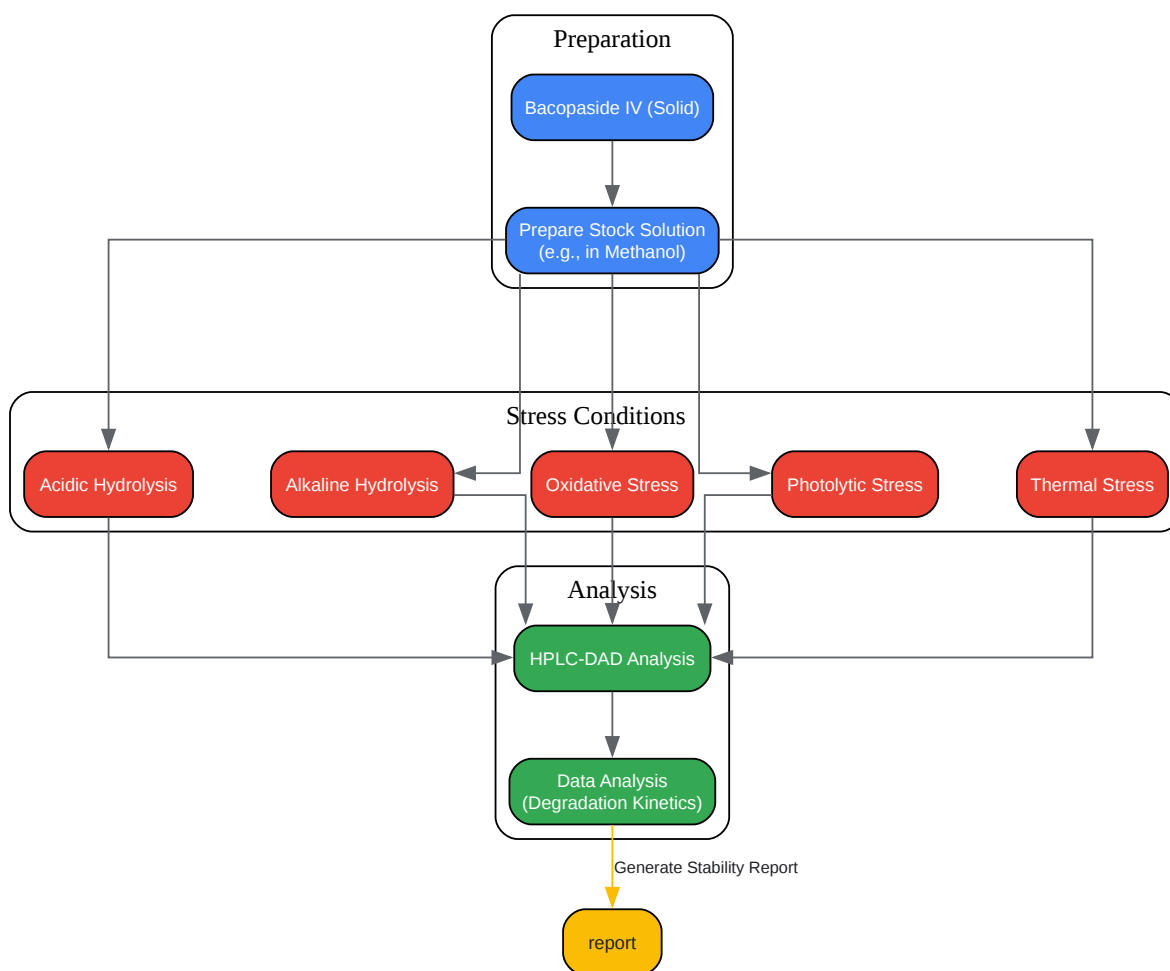 Preparation
Bacopaside IV (Solid)
Prepare Stock Solution
(e.g., in Methanol)
Stress Conditions
Acidic Hydrolysis
Alkaline Hydrolysis
Oxidative Stress
Photolytic Stress
Thermal Stress
Analysis
HPLC-DAD Analysis
Data Analysis
(Degradation Kinetics)
Generate Stability Report
report